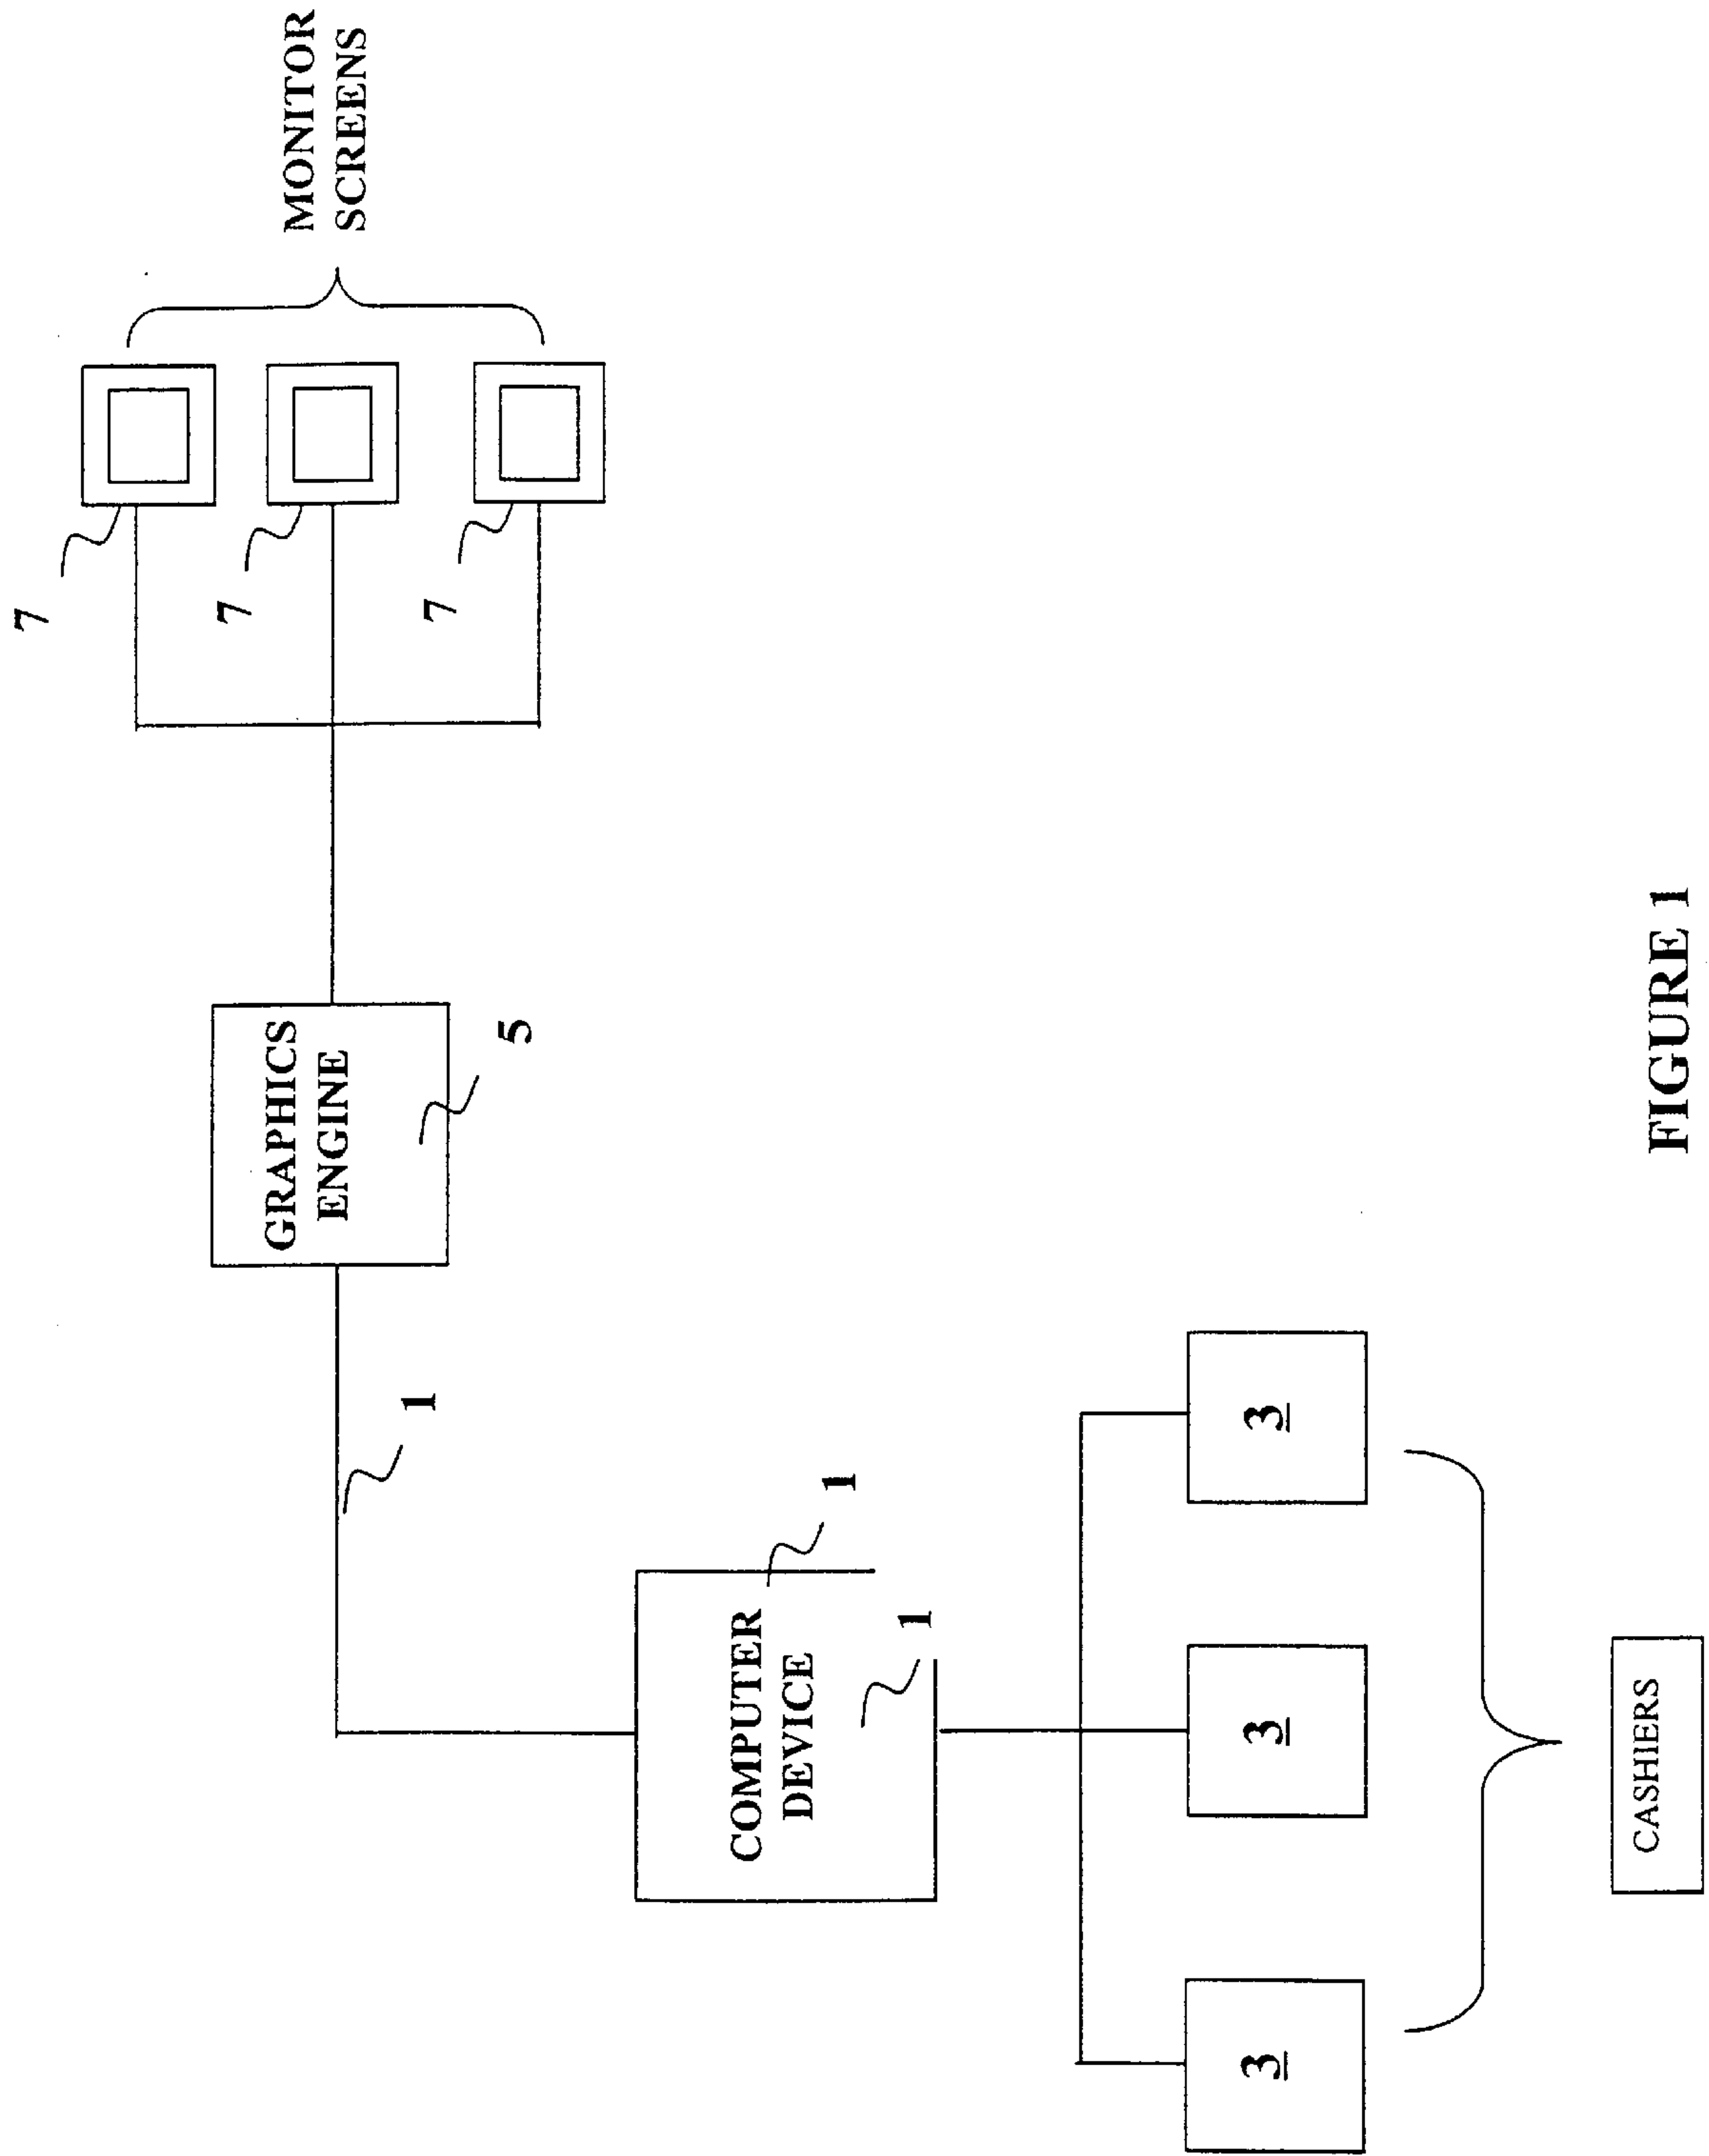 MONITOR
SCREENS
7
7
7
GRAPHICS
ENGINE
5
1
COMPUTER
DEVICE
1
1
3
3
3
CASHIERS
FIGURE 1